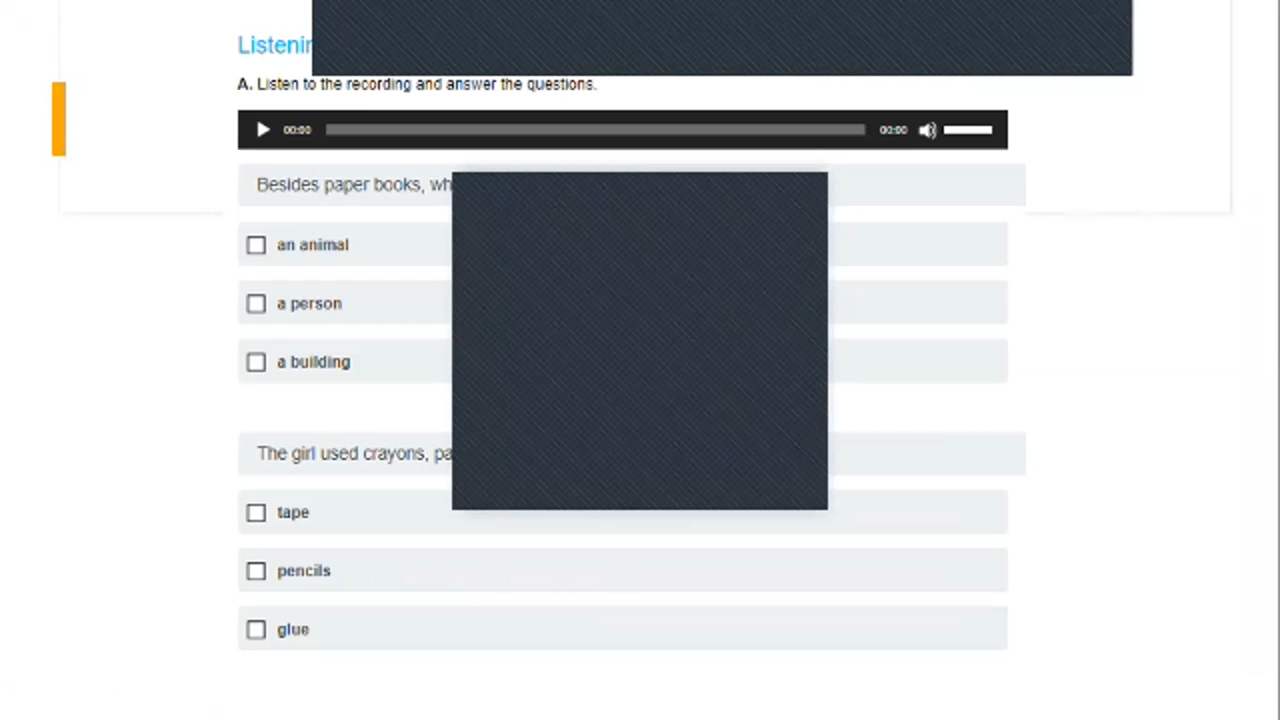 Listenin
A. Listen to the recording and answer the questions.
00:00 00:00
Besides paper books, wh
an animal
a person
a building
The girl used crayons, pa
tape
pencils
glue